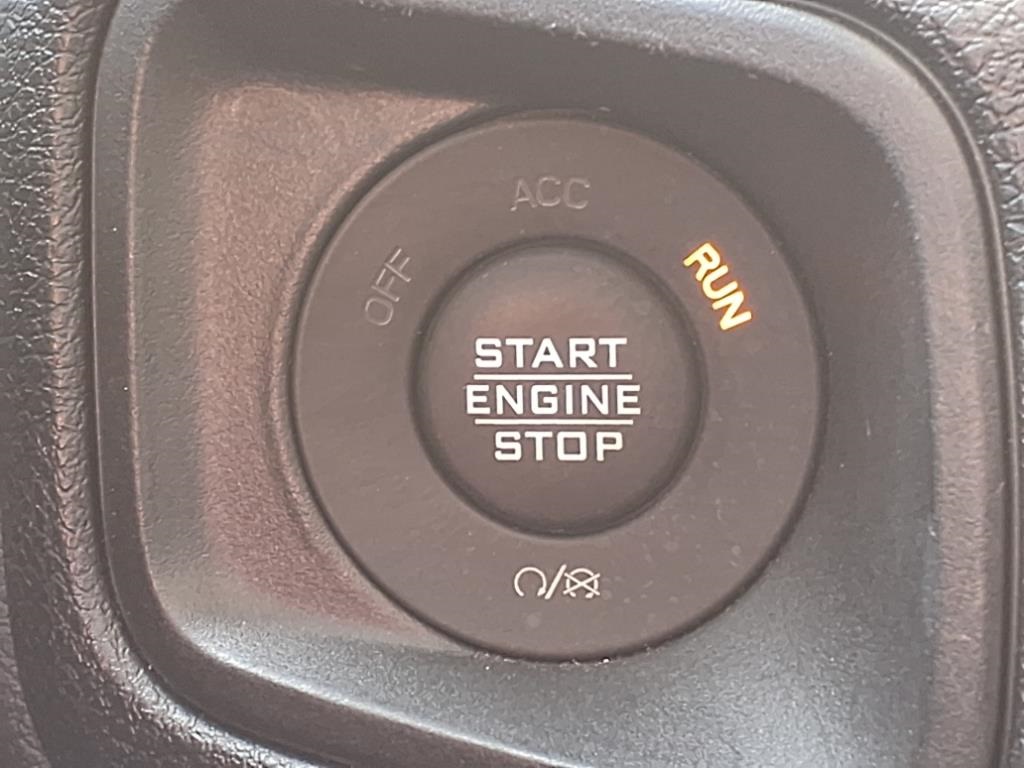 ACC
OFF
RUN
START
ENGINE
STOP